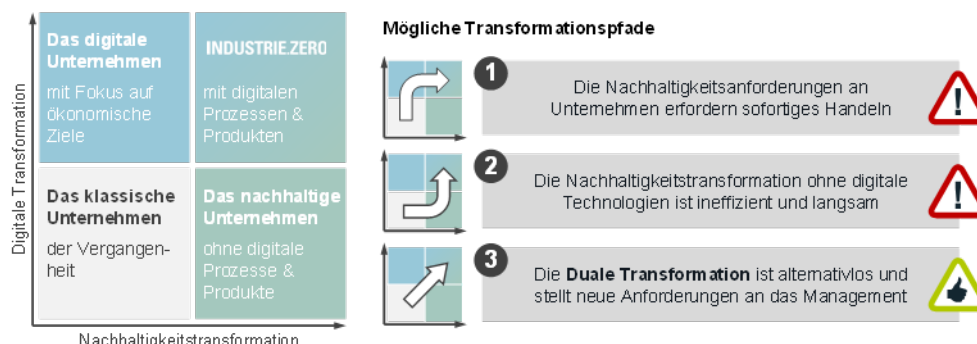 Digitale Transformation
Das digitale
Unternehmen
mit Fokus auf
ökonomische
Ziele
INDUSTRIE.ZERO
mit digitalen
Prozessen &
Produkten
Das klassische
Unternehmen
der Vergangen-
heit
Das nachhaltige
Unternehmen
ohne digitale
Prozesse &
Produkte
Nachhaltigkeitstransformation
Mögliche Transformationspfade
1
Die Nachhaltigkeitsanforderungen an
Unternehmen erfordern sofortiges Handeln
!
2
Die Nachhaltigkeitstransformation ohne digitale
Technologien ist ineffizient und langsam
!
3
Die Duale Transformation ist alternativlos und
stellt neue Anforderungen an das Management